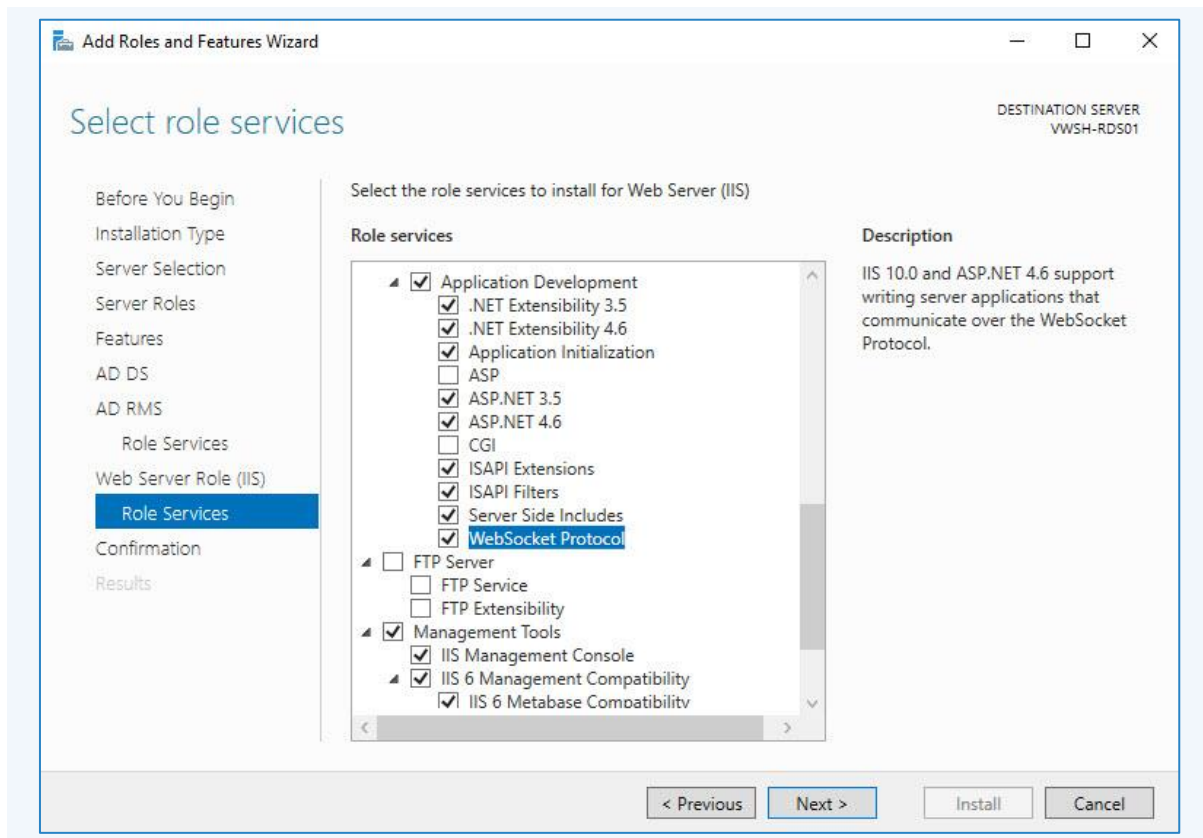 Add Roles and Features Wizard
Select role services
DESTINATION SERVER
VWSH-RDS01
Before You Begin
Installation Type
Server Selection
Server Roles
Features
AD DS
AD RMS
Role Services
Web Server Role (IIS)
Role Services
Confirmation
Results
Select the role services to install for Web Server (IIS)
Role services
Application Development
.NET Extensibility 3.5
.NET Extensibility 4.6
Application Initialization
ASP
ASP.NET 3.5
ASP.NET 4.6
CGI
ISAPI Extensions
ISAPI Filters
Server Side Includes
WebSocket Protocol
FTP Server
FTP Service
FTP Extensibility
Management Tools
IIS Management Console
IIS 6 Management Compatibility
IIS 6 Metabase Compatibility
Description
IIS 10.0 and ASP.NET 4.6 support
writing server applications that
communicate over the WebSocket
Protocol.
< Previous
Next >
Install
Cancel